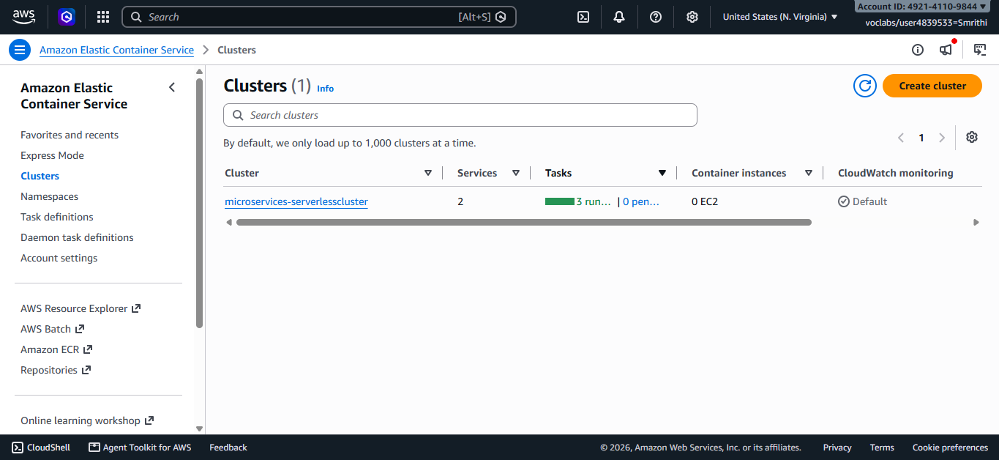 aws
Search [Alt+S]
United States (N. Virginia)
Account ID: 4921-4110-9844
voclabs/user4839533=Smrithi
Amazon Elastic Container Service
Clusters
Amazon Elastic
Container Service
Favorites and recents
Express Mode
Clusters
Namespaces
Task definitions
Daemon task definitions
Account settings
AWS Resource Explorer
AWS Batch
Amazon ECR
Repositories
Online learning workshop
Clusters (1) Info
Create cluster
Search clusters
By default, we only load up to 1,000 clusters at a time.
1
Cluster Services Tasks Container instances CloudWatch monitoring
microservices-serverlesscluster 2 3 run... | 0 pen... 0 EC2 Default
CloudShell Agent Toolkit for AWS Feedback © 2026, Amazon Web Services, Inc. or its affiliates. Privacy Terms Cookie preferences